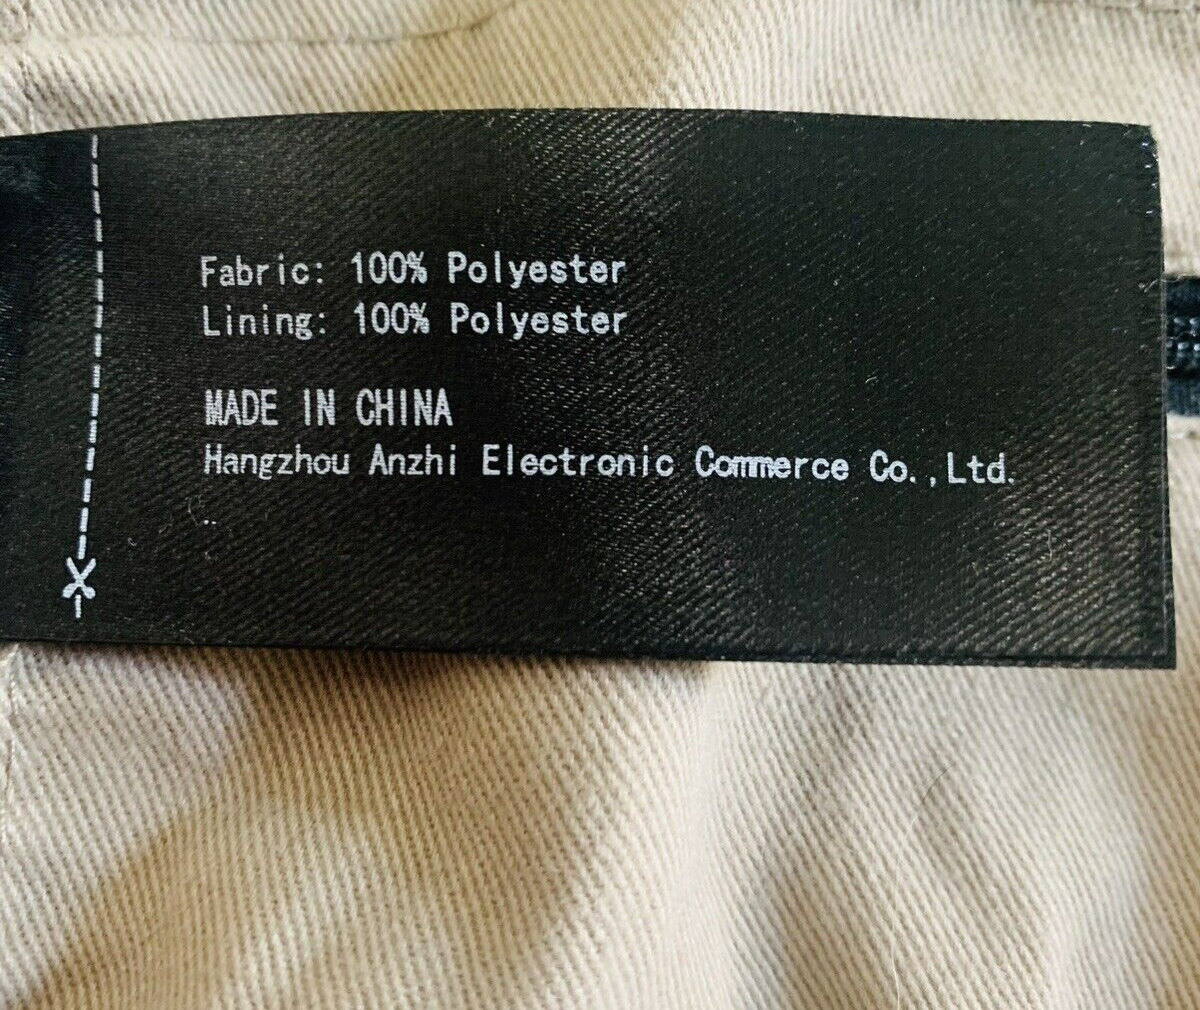 Fabric: 100% Polyester
Lining: 100% Polyester
MADE IN CHINA
Hangzhou Anzhi Electronic Commerce Co.,Ltd.
..